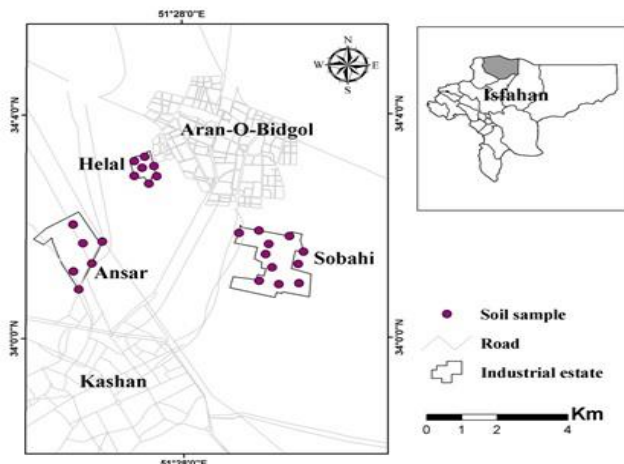 51°28'0"E
N
W E
S
34°4'0"N
34°4'0"N
Aran-O-Bidgol
Helal
Ansar
Sobahi
34°0'0"N
34°0'0"N
Kashan
51°28'0"E
Isfahan
Soil sample
Road
Industrial estate
Km
0 1 2 4